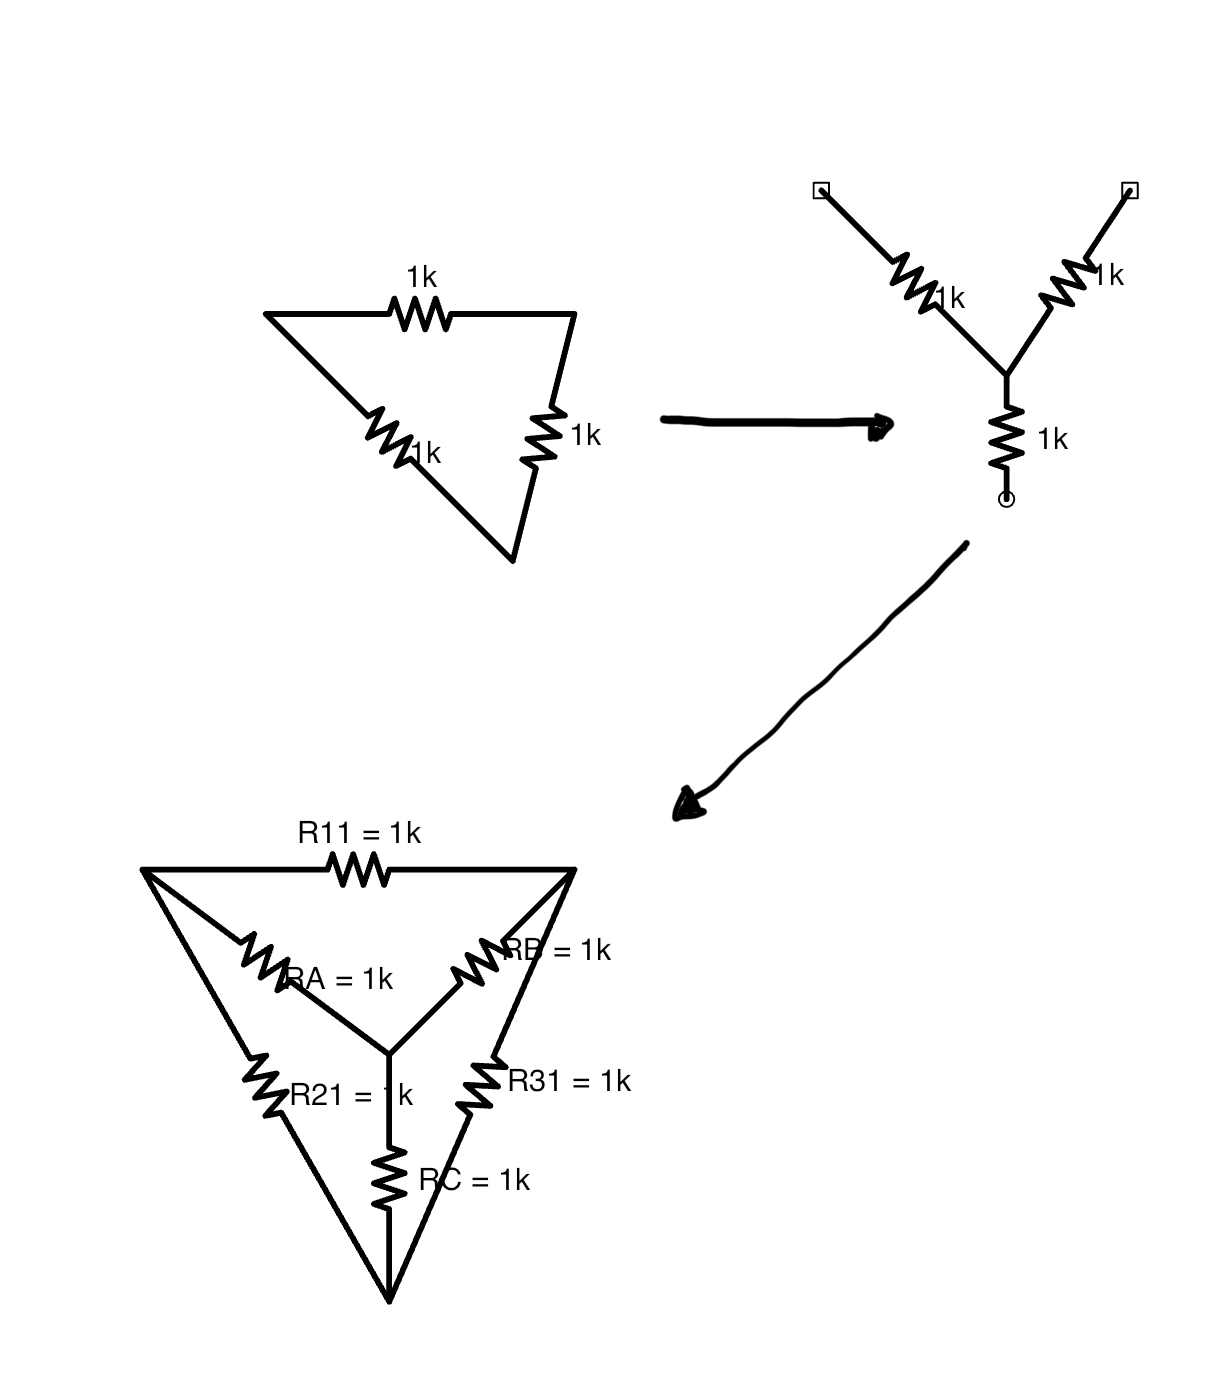 1k
1k
1k
1k
1k
1k
R11 = 1k
RB = 1k
RA = 1k
R31 = 1k
R21 = 1k
RC = 1k